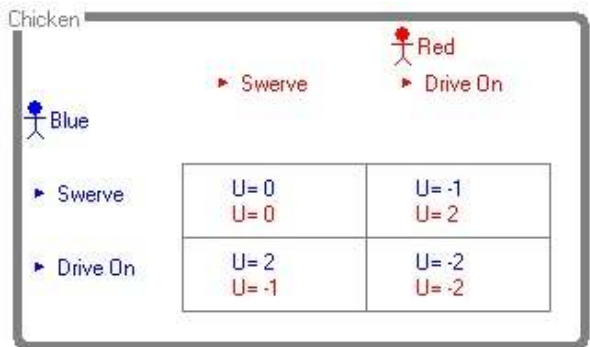 Chicken
Red
Swerve Drive On
Blue
Swerve U= 0 U= -1
U= 0 U= 2
Drive On U= 2 U= -2
U= -1 U= -2